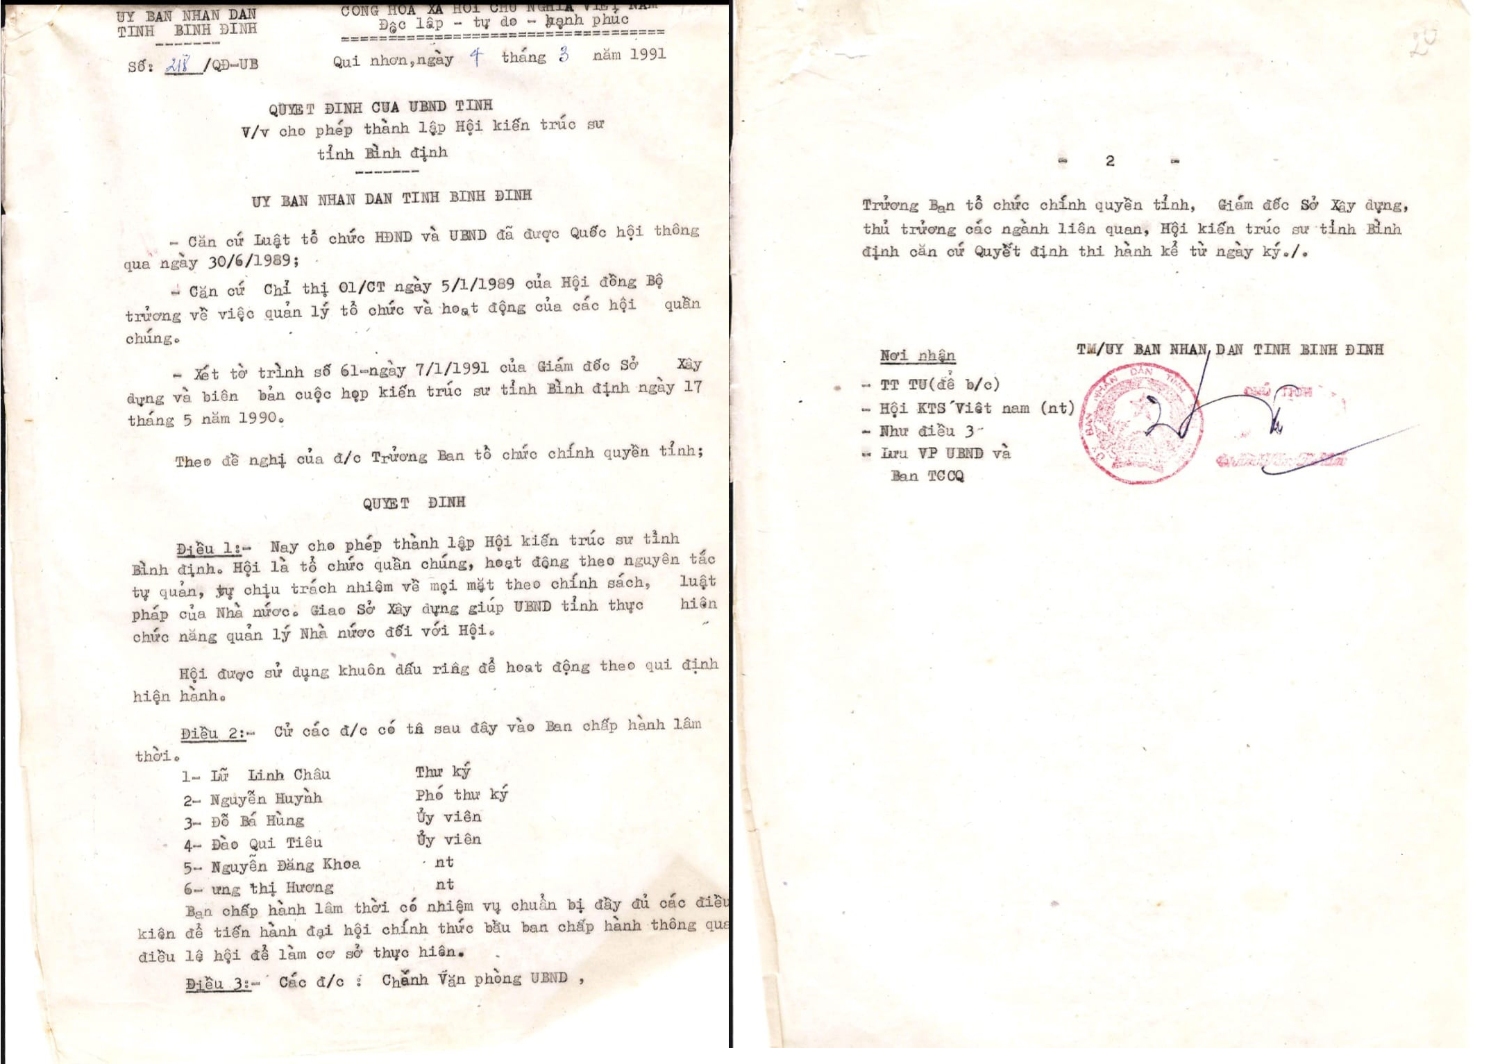 UY BAN NHAN DAN
TINH BINH ĐINH
-------
Số: 218 /QĐ-UB
CONG HOA XA HOI CHU NGHIA VIET NAM
Độc lập - tự do - hạnh phúc
================================
Qui nhơn, ngày 4 tháng 3 năm 1991
QUYET ĐINH CUA UBND TINH
V/v cho phép thành lập Hội kiến trúc sư
tỉnh Bình định
-------
UY BAN NHAN DAN TINH BINH ĐINH
- Căn cứ Luật tổ chức HĐND và UBND đã được Quốc hội thông
qua ngày 30/6/1989;
- Căn cứ Chỉ thị 01/CT ngày 5/1/1989 của Hội đồng Bộ
trưởng về việc quản lý tổ chức và hoạt động của các hội quần
chúng.
- Xét tờ trình số 61-ngày 7/1/1991 của Giám đốc Sở Xây
dựng và biên bản cuộc họp kiến trúc sư tỉnh Bình định ngày 17
tháng 5 năm 1990.
Theo đề nghị của đ/c Trưởng Ban tổ chức chính quyền tỉnh;
QUYET ĐINH
Điều 1:- Nay cho phép thành lập Hội kiến trúc sư tỉnh
Bình định. Hội là tổ chức quần chúng, hoạt động theo nguyên tắc
tự quản, tự chịu trách nhiệm về mọi mặt theo chính sách, luật
pháp của Nhà nước. Giao Sở Xây dựng giúp UBND tỉnh thực hiện
chức năng quản lý Nhà nước đối với Hội.
Hội được sử dụng khuôn dấu riêng để hoạt động theo qui định
hiện hành.
Điều 2:- Cử các đ/c có tên sau đây vào Ban chấp hành lâm
thời.
1- Lữ Linh Châu Thư ký
2- Nguyễn Huỳnh Phó thư ký
3- Đỗ Bá Hùng Ủy viên
4- Đào Qui Tiêu Ủy viên
5- Nguyễn Đăng Khoa nt
6- ưng thị Hương nt
Ban chấp hành lâm thời có nhiệm vụ chuẩn bị đầy đủ các điều
kiện để tiến hành đại hội chính thức bầu ban chấp hành thông qua
điều lệ hội để làm cơ sở thực hiện.
Điều 3:- Các đ/c : Chánh Văn phòng UBND ,
20
- 2 -
Trưởng Ban tổ chức chính quyền tỉnh, Giám đốc Sở Xây dựng,
thủ trưởng các ngành liên quan, Hội kiến trúc sư tỉnh Bình
định căn cứ Quyết định thi hành kể từ ngày ký./.
Nơi nhận
- TT TU(để b/c)
- Hội KTS Việt nam (nt)
- Như điều 3
- Lưu VP UBND và
Ban TCCQ
TM/UY BAN NHAN DAN TINH BINH ĐINH